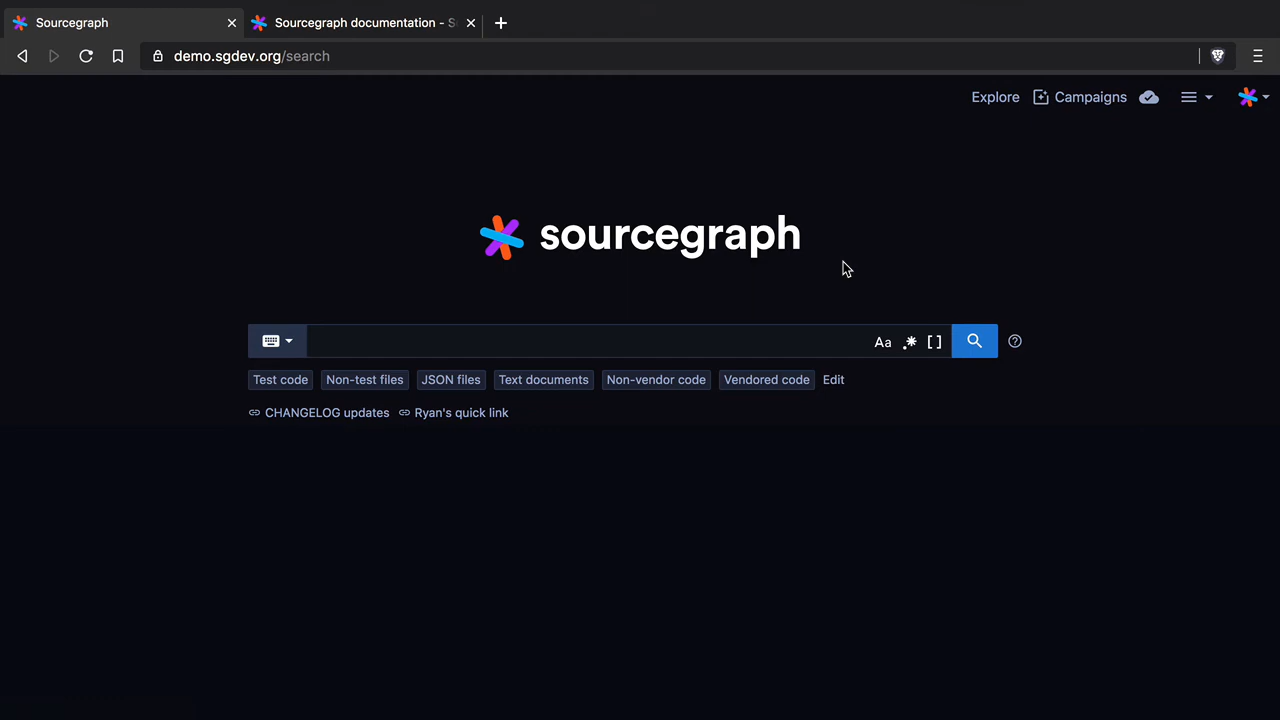 Sourcegraph
Sourcegraph documentation - S
demo.sgdev.org/search
Explore Campaigns
sourcegraph
Aa .* [ ]
Test code Non-test files JSON files Text documents Non-vendor code Vendored code Edit
CHANGELOG updates Ryan's quick link